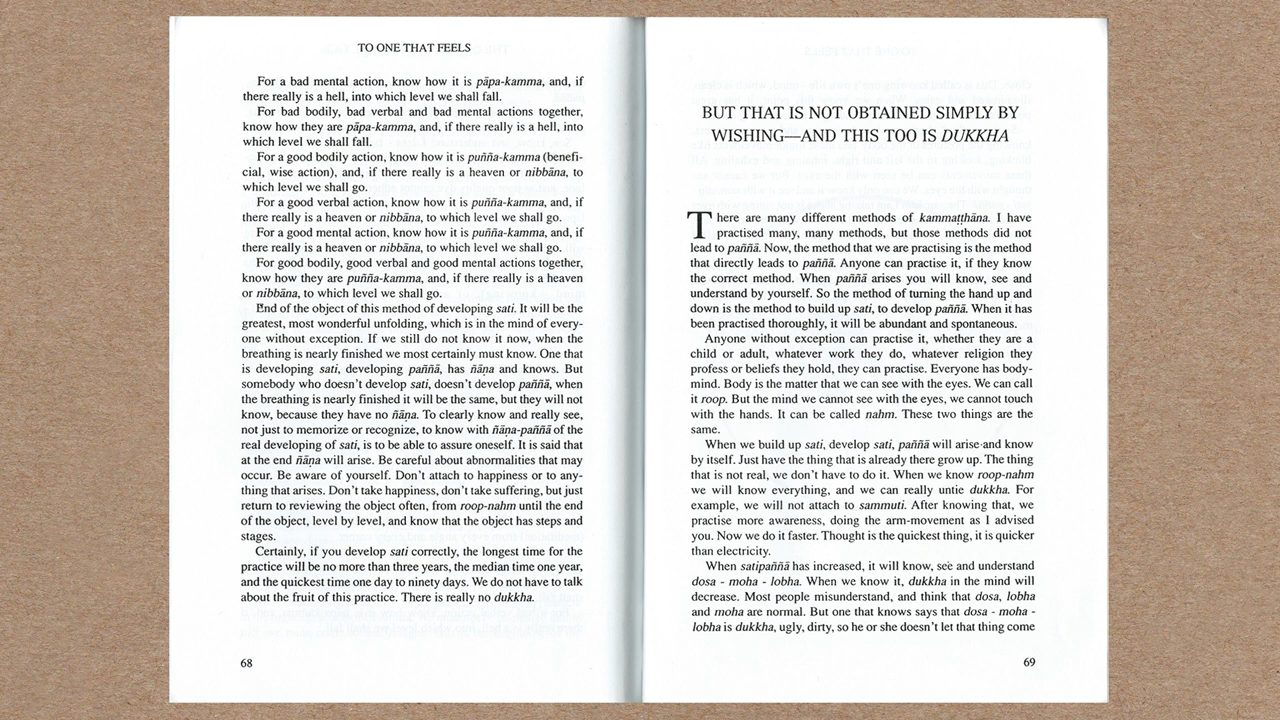 TO ONE THAT FEELS
For a bad mental action, know how it is pāpa-kamma, and, if
there really is a hell, into which level we shall fall.
For bad bodily, bad verbal and bad mental actions together,
know how they are pāpa-kamma, and, if there really is a hell, into
which level we shall fall.
For a good bodily action, know how it is puñña-kamma (benefi-
cial, wise action), and, if there really is a heaven or nibbāna, to
which level we shall go.
For a good verbal action, know how it is puñña-kamma, and, if
there really is a heaven or nibbāna, to which level we shall go.
For a good mental action, know how it is puñña-kamma, and, if
there really is a heaven or nibbāna, to which level we shall go.
For good bodily, good verbal and good mental actions together,
know how they are puñña-kamma, and, if there really is a heaven
or nibbāna, to which level we shall go.
End of the object of this method of developing sati. It will be the
greatest, most wonderful unfolding, which is in the mind of every-
one without exception. If we still do not know it now, when the
breathing is nearly finished we most certainly must know. One that
is developing sati, developing paññā, has ñāṇa and knows. But
somebody who doesn't develop sati, doesn't develop paññā, when
the breathing is nearly finished it will be the same, but they will not
know, because they have no ñāṇa. To clearly know and really see,
not just to memorize or recognize, to know with ñāṇa-paññā of the
real developing of sati, is to be able to assure oneself. It is said that
at the end ñāṇa will arise. Be careful about abnormalities that may
occur. Be aware of yourself. Don't attach to happiness or to any-
thing that arises. Don't take happiness, don't take suffering, but just
return to reviewing the object often, from roop-nahm until the end
of the object, level by level, and know that the object has steps and
stages.
Certainly, if you develop sati correctly, the longest time for the
practice will be no more than three years, the median time one year,
and the quickest time one day to ninety days. We do not have to talk
about the fruit of this practice. There is really no dukkha.
68
BUT THAT IS NOT OBTAINED SIMPLY BY
WISHING—AND THIS TOO IS DUKKHA
There are many different methods of kammaṭṭhāna. I have
practised many, many methods, but those methods did not
lead to paññā. Now, the method that we are practising is the method
that directly leads to paññā. Anyone can practise it, if they know
the correct method. When paññā arises you will know, see and
understand by yourself. So the method of turning the hand up and
down is the method to build up sati, to develop paññā. When it has
been practised thoroughly, it will be abundant and spontaneous.
Anyone without exception can practise it, whether they are a
child or adult, whatever work they do, whatever religion they
profess or beliefs they hold, they can practise. Everyone has body-
mind. Body is the matter that we can see with the eyes. We can call
it roop. But the mind we cannot see with the eyes, we cannot touch
with the hands. It can be called nahm. These two things are the
same.
When we build up sati, develop sati, paññā will arise and know
by itself. Just have the thing that is already there grow up. The thing
that is not real, we don't have to do it. When we know roop-nahm
we will know everything, and we can really untie dukkha. For
example, we will not attach to sammuti. After knowing that, we
practise more awareness, doing the arm-movement as I advised
you. Now we do it faster. Thought is the quickest thing, it is quicker
than electricity.
When satipaññā has increased, it will know, see and understand
dosa - moha - lobha. When we know it, dukkha in the mind will
decrease. Most people misunderstand, and think that dosa, lobha
and moha are normal. But one that knows says that dosa - moha -
lobha is dukkha, ugly, dirty, so he or she doesn't let that thing come
69